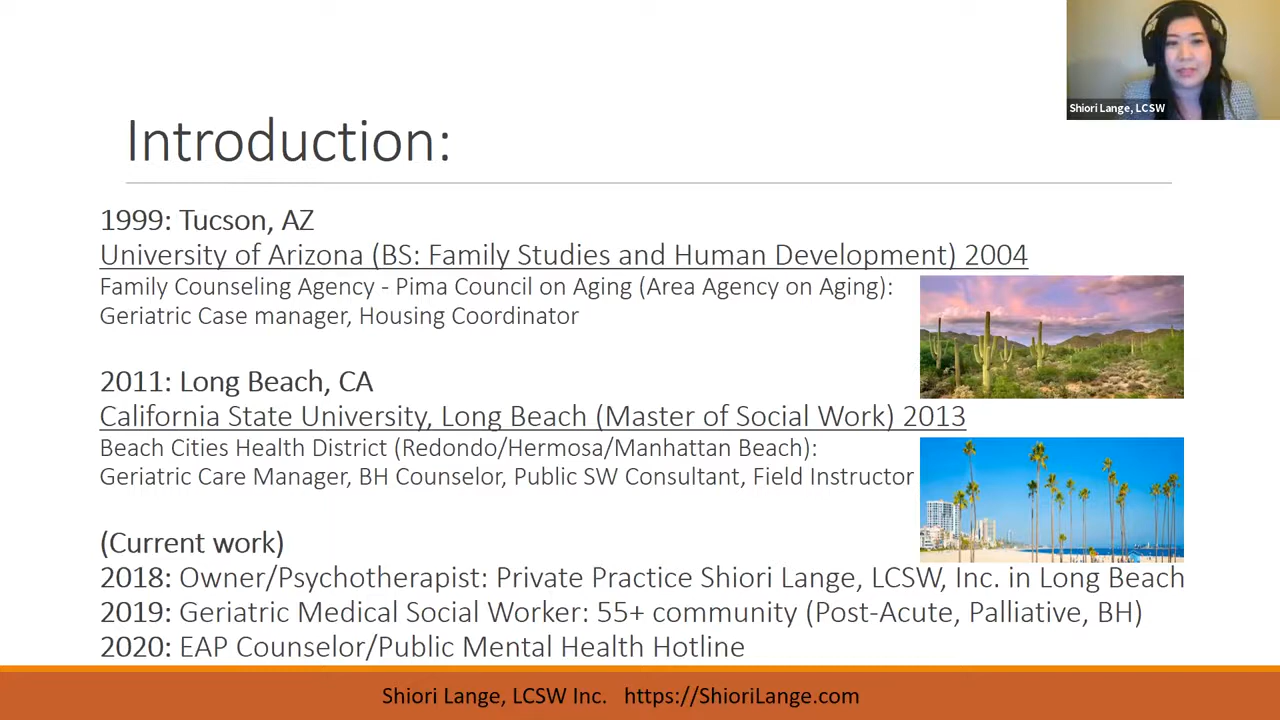 Shiori Lange, LCSW
Introduction:
1999: Tucson, AZ
University of Arizona (BS: Family Studies and Human Development) 2004
Family Counseling Agency - Pima Council on Aging (Area Agency on Aging):
Geriatric Case manager, Housing Coordinator
2011: Long Beach, CA
California State University, Long Beach (Master of Social Work) 2013
Beach Cities Health District (Redondo/Hermosa/Manhattan Beach):
Geriatric Care Manager, BH Counselor, Public SW Consultant, Field Instructor
(Current work)
2018: Owner/Psychotherapist: Private Practice Shiori Lange, LCSW, Inc. in Long Beach
2019: Geriatric Medical Social Worker: 55+ community (Post-Acute, Palliative, BH)
2020: EAP Counselor/Public Mental Health Hotline
Shiori Lange, LCSW Inc. https://ShioriLange.com